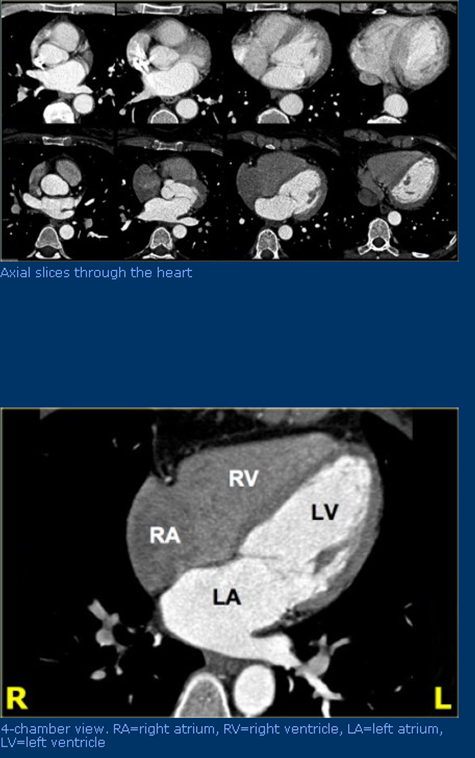 Axial slices through the heart
RV
LV
RA
LA
R
L
4-chamber view. RA=right atrium, RV=right ventricle, LA=left atrium,
LV=left ventricle